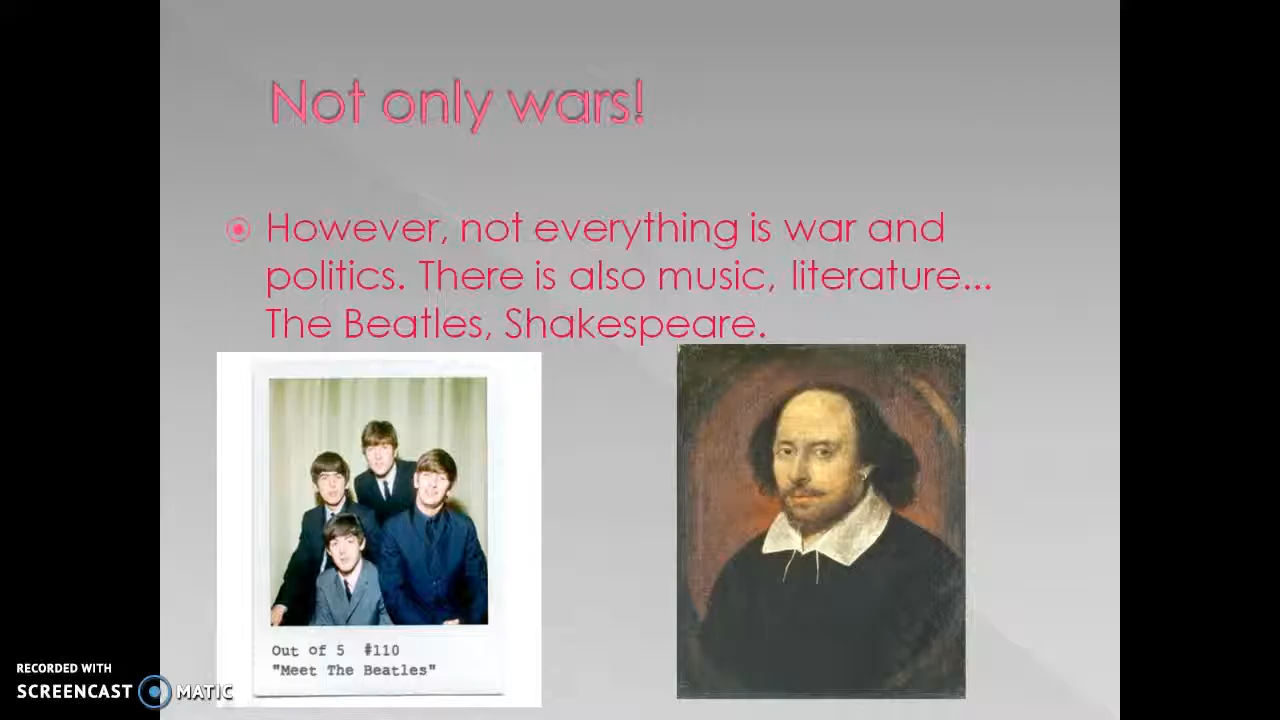 Not only wars!
However, not everything is war and
politics. There is also music, literature...
The Beatles, Shakespeare.
Out of 5 #110
"Meet The Beatles"
RECORDED WITH
SCREENCAST MATIC